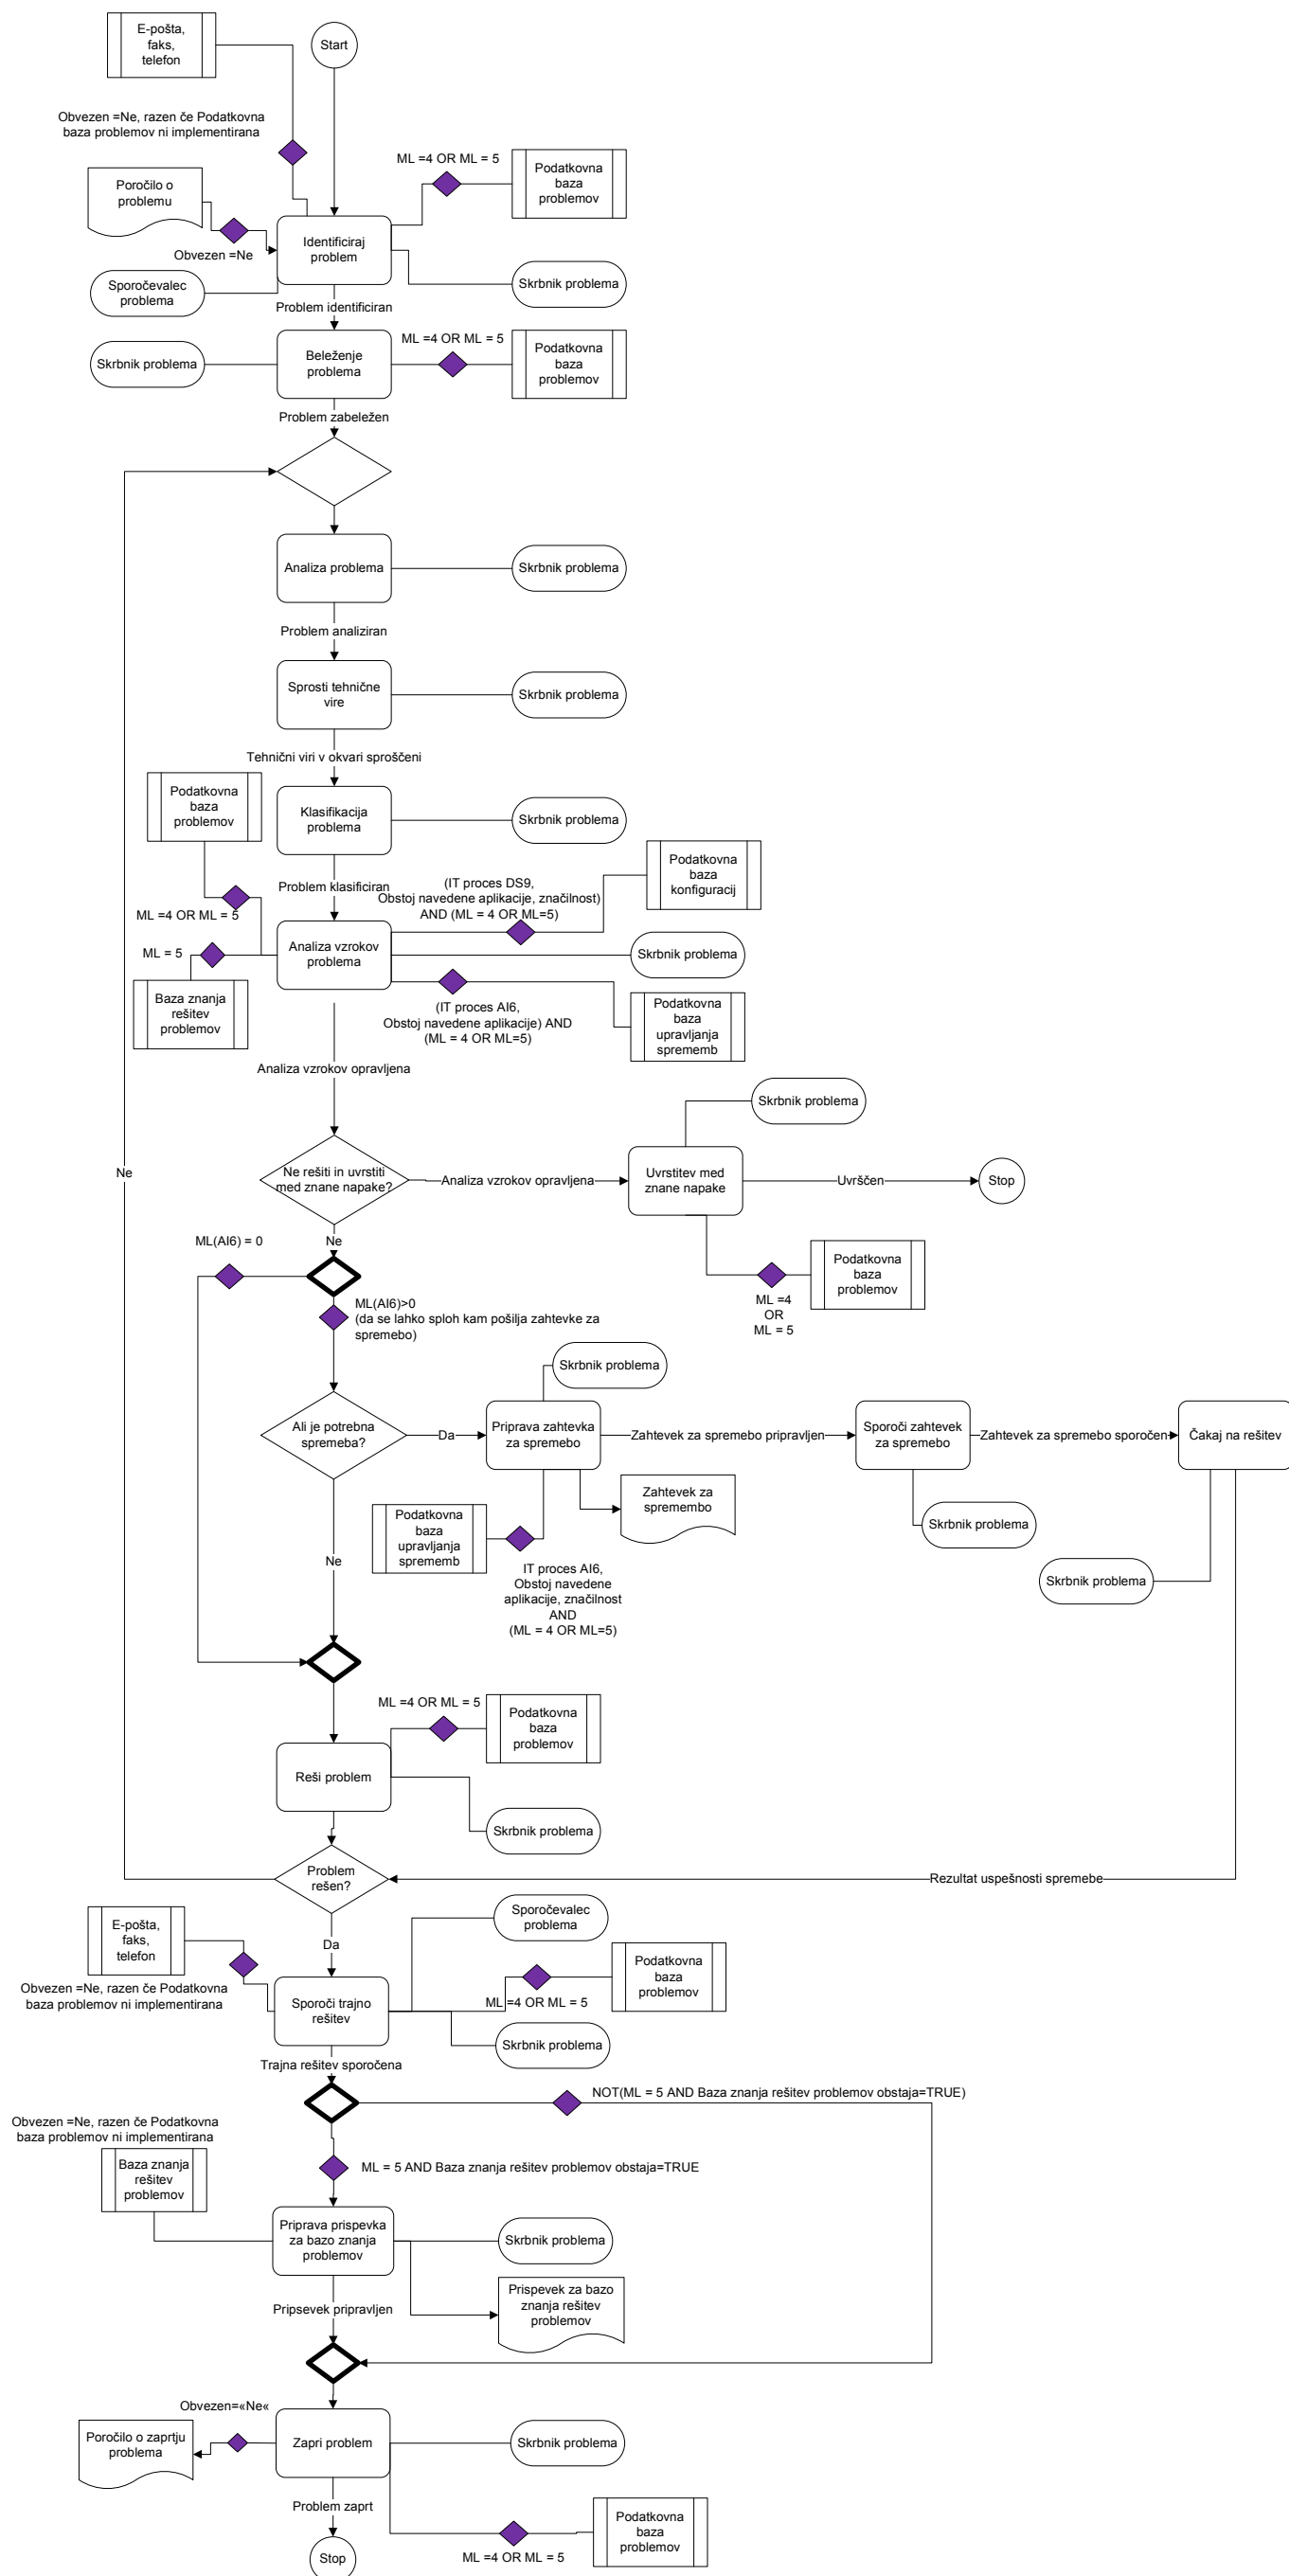 E-pošta,
faks,
telefon
Start
Obvezen =Ne, razen če Podatkovna
baza problemov ni implementirana
ML =4 OR ML = 5
Podatkovna
baza
problemov
Poročilo o
problemu
Obvezen =Ne
Identificiraj
problem
Sporočevalec
problema
Skrbnik problema
Problem identificiran
Skrbnik problema
Beleženje
problema
ML =4 OR ML = 5
Podatkovna
baza
problemov
Problem zabeležen
Analiza problema
Skrbnik problema
Problem analiziran
Sprosti tehnične
vire
Skrbnik problema
Tehnični viri v okvari sproščeni
Podatkovna
baza
problemov
Klasifikacija
problema
Skrbnik problema
Problem klasificiran
ML =4 OR ML = 5
(IT proces DS9,
Obstoj navedene aplikacije, značilnost)
AND (ML = 4 OR ML=5)
Podatkovna
baza
konfiguracij
ML = 5
Analiza vzrokov
problema
Skrbnik problema
Baza znanja
rešitev
problemov
(IT proces AI6,
Obstoj navedene aplikacije) AND
(ML = 4 OR ML=5)
Podatkovna
baza
upravljanja
sprememb
Analiza vzrokov opravljena
Skrbnik problema
Ne
Ne rešiti in uvrstiti
med znane napake?
Analiza vzrokov opravljena
Uvrstitev med
znane napake
Uvrščen
Stop
ML(AI6) = 0
Ne
Podatkovna
baza
problemov
ML =4
OR
ML = 5
ML(AI6)>0
(da se lahko sploh kam pošilja zahtevke za
spremebo)
Skrbnik problema
Ali je potrebna
spremeba?
Da
Priprava zahtevka
za spremebo
Zahtevek za spremebo pripravljen
Sporoči zahtevek
za spremebo
Zahtevek za spremebo sporočen
Čakaj na rešitev
Podatkovna
baza
upravljanja
sprememb
Zahtevek za
spremembo
Skrbnik problema
Ne
IT proces AI6,
Obstoj navedene
aplikacije, značilnost
AND
(ML = 4 OR ML=5)
Skrbnik problema
ML =4 OR ML = 5
Podatkovna
baza
problemov
Reši problem
Skrbnik problema
Problem
rešen?
Rezultat uspešnosti spremebe
E-pošta,
faks,
telefon
Da
Sporočevalec
problema
Obvezen =Ne, razen če Podatkovna
baza problemov ni implementirana
Sporoči trajno
rešitev
ML =4 OR ML = 5
Podatkovna
baza
problemov
Skrbnik problema
Trajna rešitev sporočena
NOT(ML = 5 AND Baza znanja rešitev problemov obstaja=TRUE)
Obvezen =Ne, razen če Podatkovna
baza problemov ni implementirana
Baza znanja
rešitev
problemov
ML = 5 AND Baza znanja rešitev problemov obstaja=TRUE
Priprava prispevka
za bazo znanja
problemov
Skrbnik problema
Pripsevek pripravljen
Prispevek za bazo
znanja rešitev
problemov
Obvezen=«Ne«
Poročilo o zaprtju
problema
Zapri problem
Skrbnik problema
Problem zaprt
Podatkovna
baza
problemov
ML =4 OR ML = 5
Stop